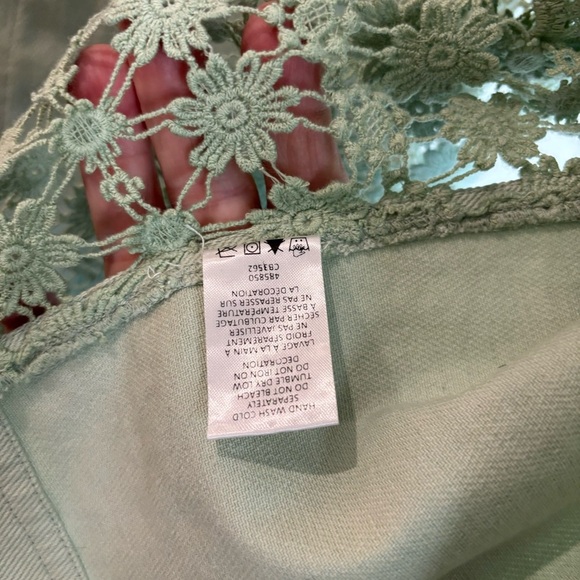 HAND WASH COLD
SEPARATELY
DO NOT BLEACH
TUMBLE DRY LOW
DO NOT IRON ON
DECORATION
LAVAGE A LA MAIN A
FROID SEPAREMENT
NE PAS JAVELLISER
SECHER PAR CULBUTAGE
À BASSE TEMPÉRATURE
NE PAS REPASSER SUR
LA DECORATION
485850
CB3562